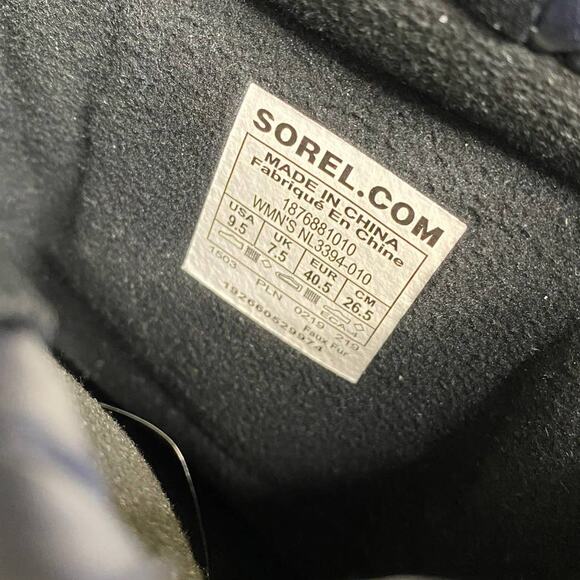 SOREL.COM
MADE IN CHINA
Fabriqué En Chine
1876881010
WMN'S NL3394-010
USA UK EUR CM
9.5 7.5 40.5 26.5
1503 PLN 0219 219
Faux Fur
192660529974